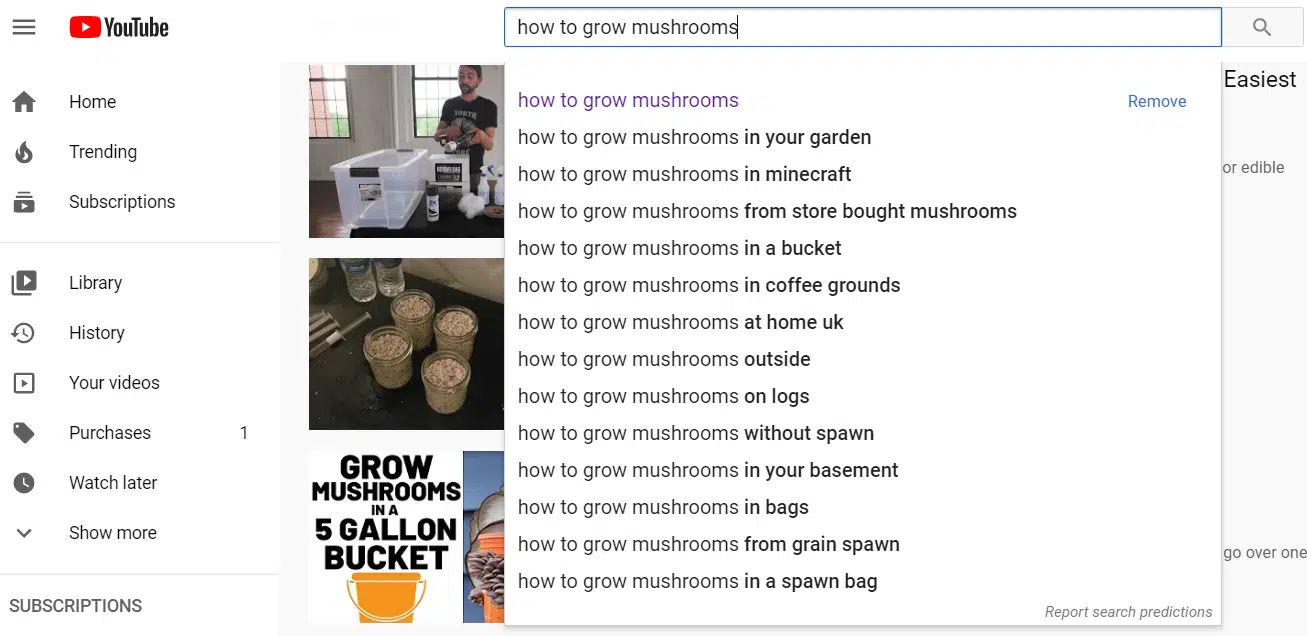 YouTube
how to grow mushrooms
Home
Trending
Subscriptions
Library
History
Your videos
Purchases 1
Watch later
Show more
SUBSCRIPTIONS
how to grow mushrooms Remove
how to grow mushrooms in your garden
how to grow mushrooms in minecraft
how to grow mushrooms from store bought mushrooms
how to grow mushrooms in a bucket
how to grow mushrooms in coffee grounds
how to grow mushrooms at home uk
how to grow mushrooms outside
how to grow mushrooms on logs
how to grow mushrooms without spawn
how to grow mushrooms in your basement
how to grow mushrooms in bags
how to grow mushrooms from grain spawn
how to grow mushrooms in a spawn bag
Report search predictions
Easiest
or edible
go over one
NORTH
GROW
MUSHROOMS
IN A
5 GALLON
BUCKET